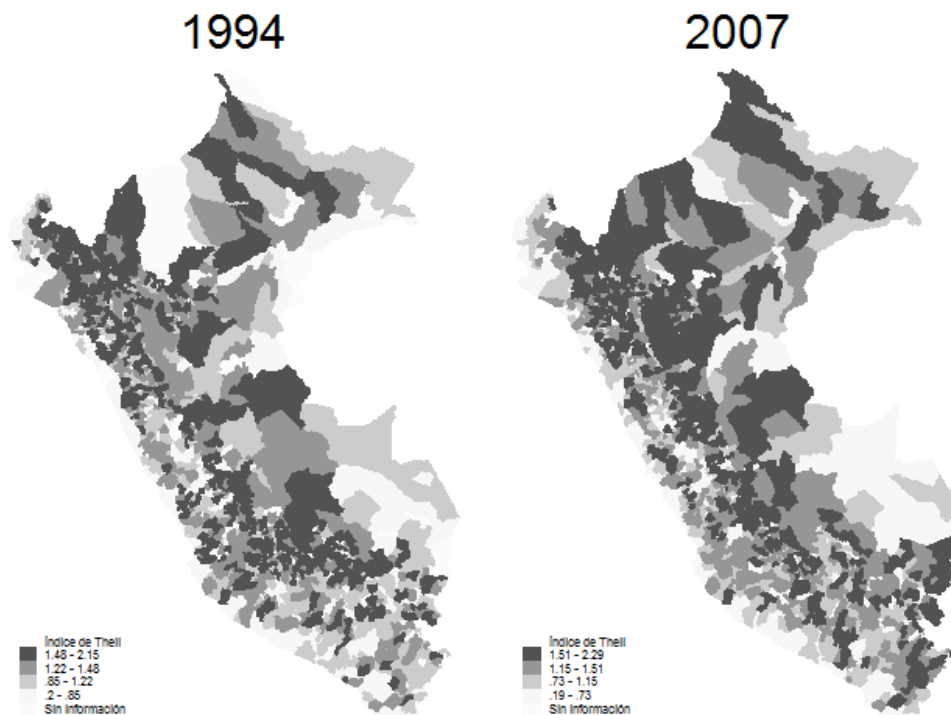 1994
2007
Índice de Theil
1.48 - 2.15
1.22 - 1.48
.85 - 1.22
.2 - .85
Sin información
Índice de Theil
1.51 - 2.29
1.15 - 1.51
.73 - 1.15
.19 - .73
Sin información